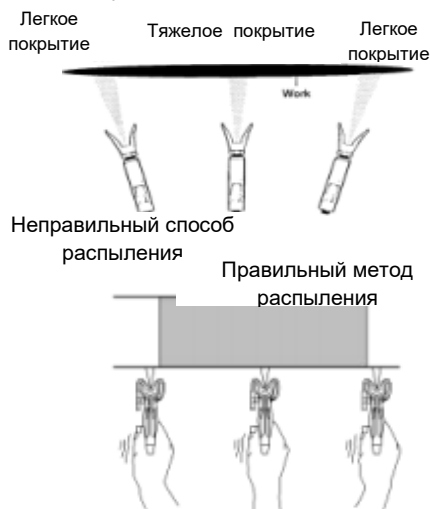 Легкое
покрытие
Тяжелое покрытие
Легкое
покрытие
Work
Неправильный способ
распыления
Правильный метод
распыления